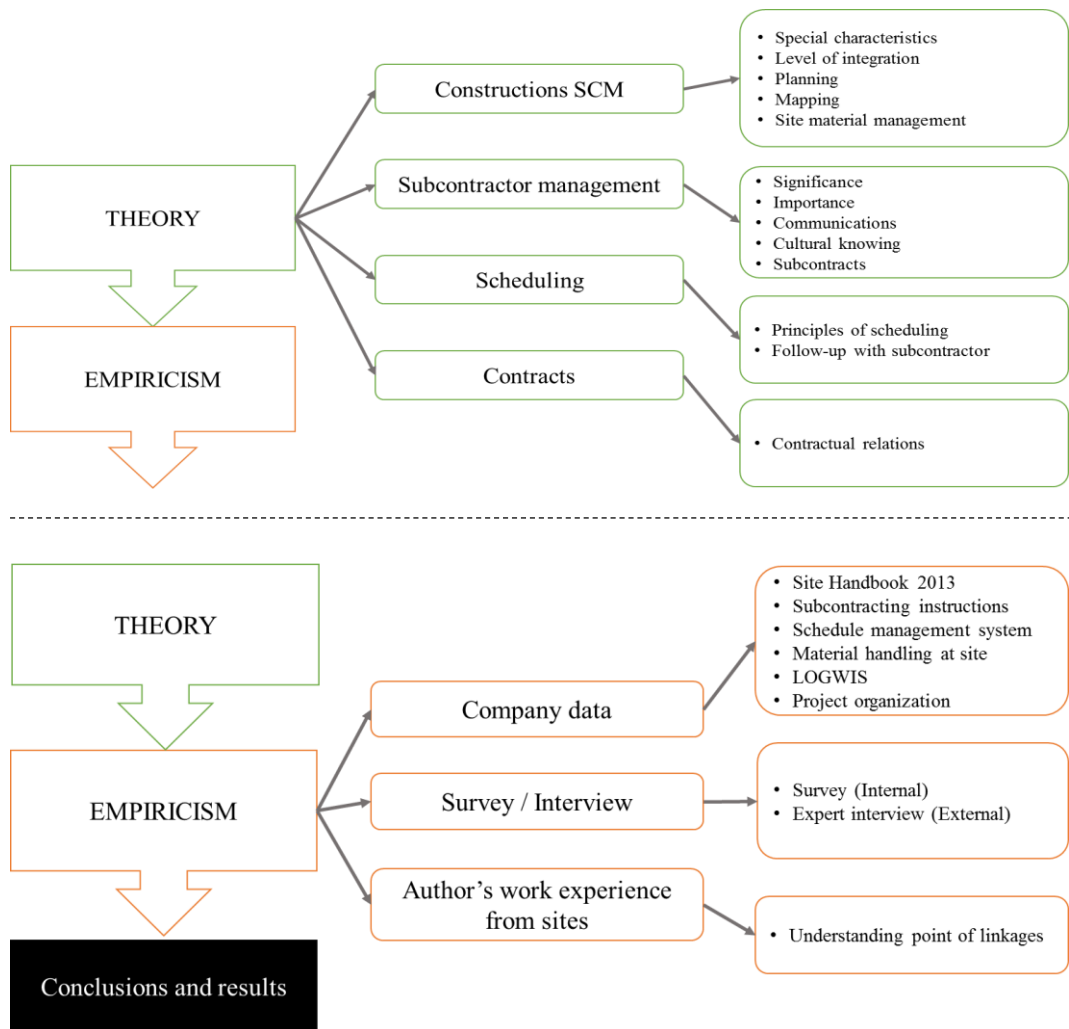 THEORY
EMPIRICISM
Constructions SCM
• Special characteristics
• Level of integration
• Planning
• Mapping
• Site material management
Subcontractor management
• Significance
• Importance
• Communications
• Cultural knowing
• Subcontracts
Scheduling
• Principles of scheduling
• Follow-up with subcontractor
Contracts
• Contractual relations
THEORY
EMPIRICISM
Conclusions and results
Company data
• Site Handbook 2013
• Subcontracting instructions
• Schedule management system
• Material handling at site
• LOGWIS
• Project organization
Survey / Interview
• Survey (Internal)
• Expert interview (External)
Author's work experience
from sites
• Understanding point of linkages